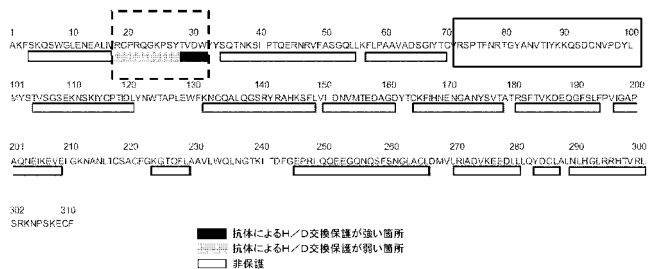 1 10 20 30 40 50 60 70 80 90 100
AKFSKQSWGLENEALIVRCPRQGKPSYTVDWYYSQTNKSIPTQERNRVFASGQLLKFLPAAVADSGIYTCIVRSPTFNRTGYANVTIYKKQSDCNVPDYL
101 110 120 130 140 150 160 170 180 190 200
MYSTVSGSEKNSKIYCPTIDLYNWTAPLEWFKNCQALQGSRYRAHKSFLVIDNVMTEDAGDYTCKFIHNENGANYSVTATRSFTVKDEQGFSLFPVIGAP
201 210 220 230 240 250 260 270 280 290 301
AQNEIKEVEIGKNANLTCSACFGKGTQFLAAVLWQLNGTKITDFGEPRIQQEEGQNQSFSNGLACLDMVLRIADVKEEDLLLQYDCLALNLHGLRRHTVRL
302 310
SRKNPSKECF
抗体によるH/D交換保護が強い箇所
抗体によるH/D交換保護が弱い箇所
非保護